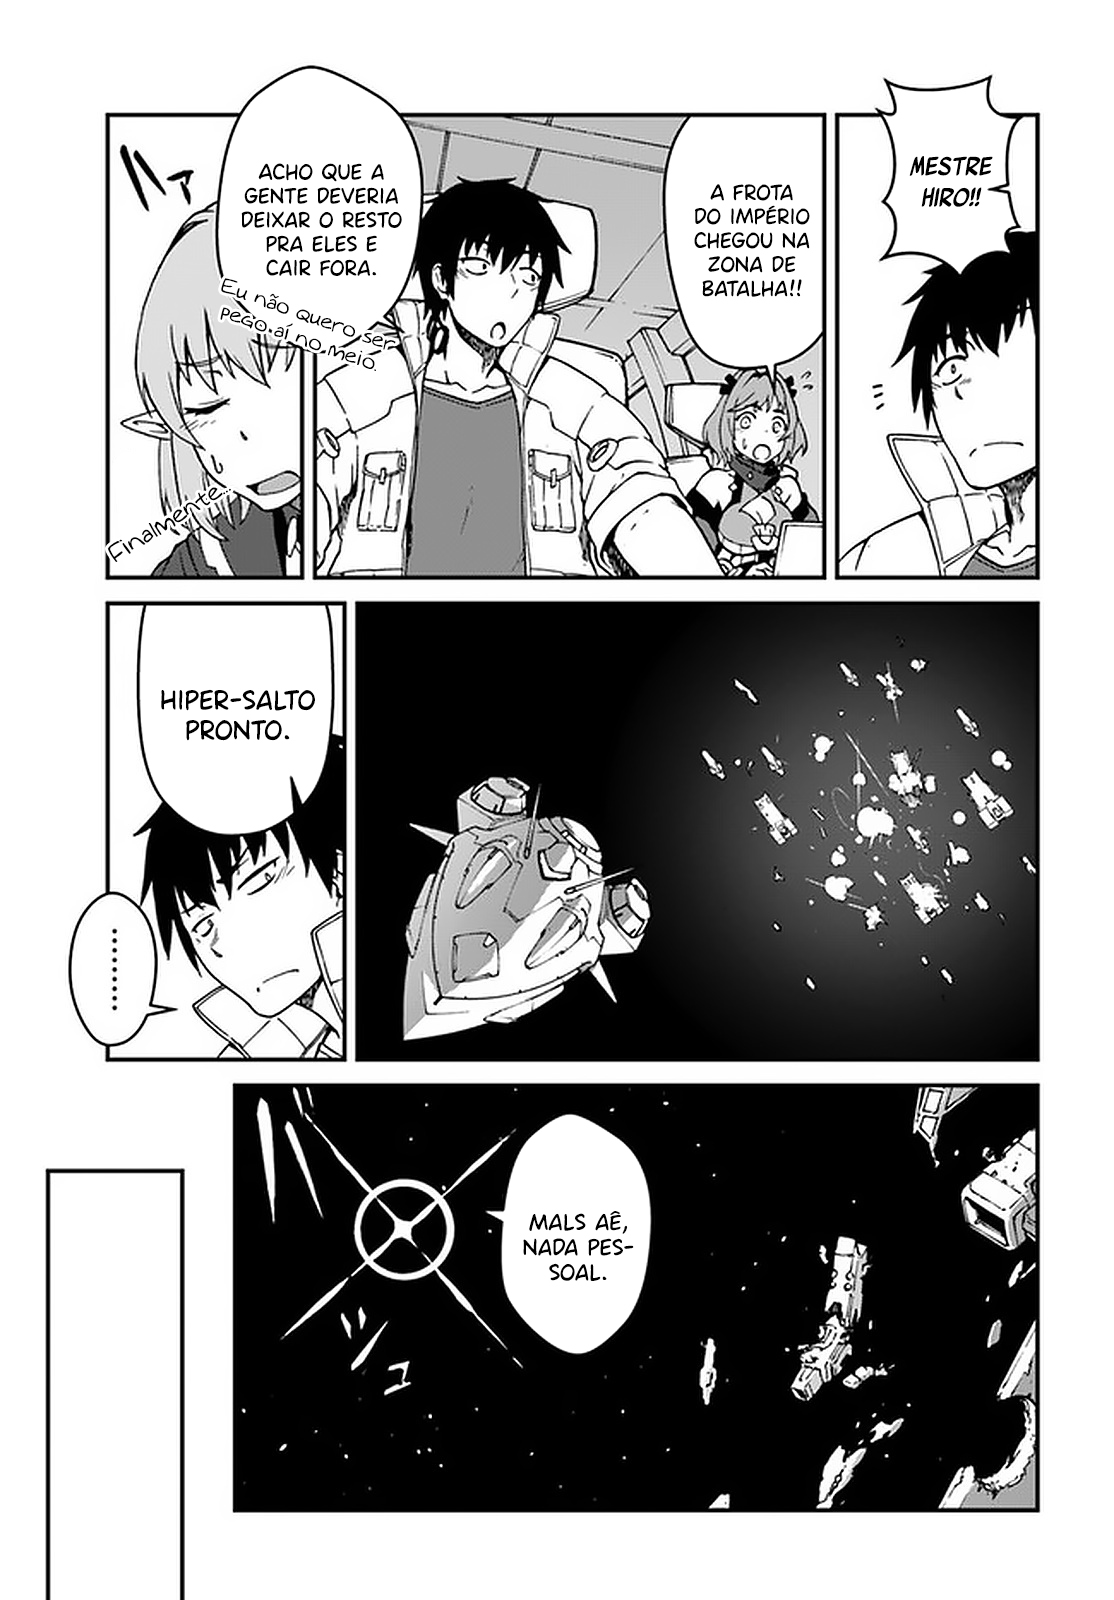 MESTRE
HIRO!!
A FROTA
DO IMPÉRIO
CHEGOU NA
ZONA DE
BATALHA!!
ACHO QUE A
GENTE DEVERIA
DEIXAR O RESTO
PRA ELES E
CAIR FORA.
Eu não quero ser
pego aí no meio.
ハァ
Finalmente...
HIPER-SALTO
PRONTO.
.........
MALS AÊ,
NADA PES-
SOAL.
バシュ